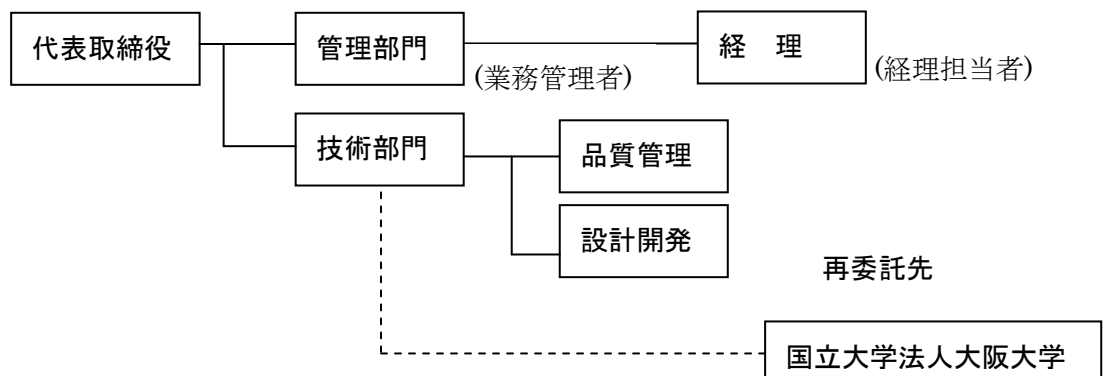 代表取締役
管理部門
(業務管理者)
経　理
(経理担当者)
技術部門
品質管理
設計開発
再委託先
国立大学法人大阪大学